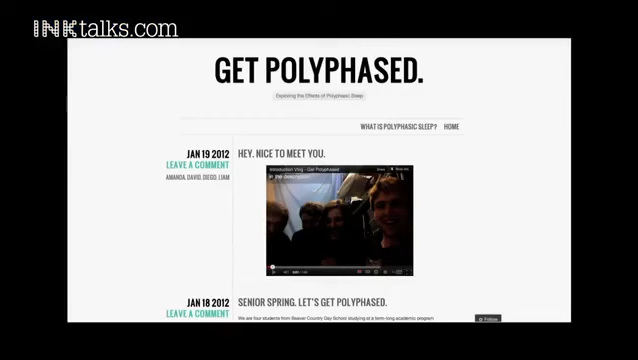 INKtalks.com
GET POLYPHASED.
Exploring the Effects of Polyphasic Sleep
WHAT IS POLYPHASIC SLEEP? HOME
JAN 19 2012
LEAVE A COMMENT
AMANDA, DAVID, DIEGO, LIAM
HEY. NICE TO MEET YOU.
Introduction Vlog - Get Polyphased
in the description
JAN 18 2012
LEAVE A COMMENT
SENIOR SPRING. LET'S GET POLYPHASED.
We are four students from Beaver Country Day School studying at a term-long academic program
Follow